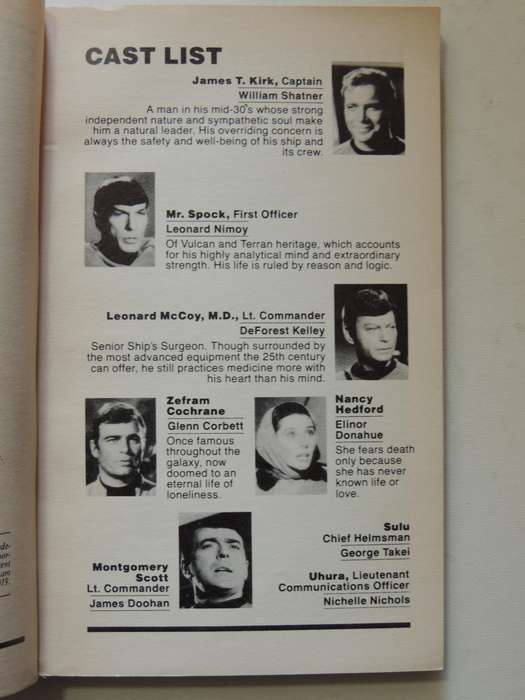 CAST LIST
James T. Kirk, Captain
William Shatner
A man in his mid-30's whose strong
independent nature and sympathetic soul make
him a natural leader. His overriding concern is
always the safety and well-being of his ship and
its crew.
Mr. Spock, First Officer
Leonard Nimoy
Of Vulcan and Terran heritage, which accounts
for his highly analytical mind and extraordinary
strength. His life is ruled by reason and logic.
Leonard McCoy, M.D., Lt. Commander
DeForest Kelley
Senior Ship's Surgeon. Though surrounded by
the most advanced equipment the 25th century
can offer, he still practices medicine more with
his heart than his mind.
Zefram
Cochrane
Glenn Corbett
Once famous
throughout the
galaxy, now
doomed to an
eternal life of
loneliness.
Nancy
Hedford
Elinor
Donahue
She fears death
only because
she has never
known life or
love.
Montgomery
Scott
Lt. Commander
James Doohan
Sulu
Chief Helmsman
George Takei
Uhura, Lieutenant
Communications Officer
Nichelle Nichols